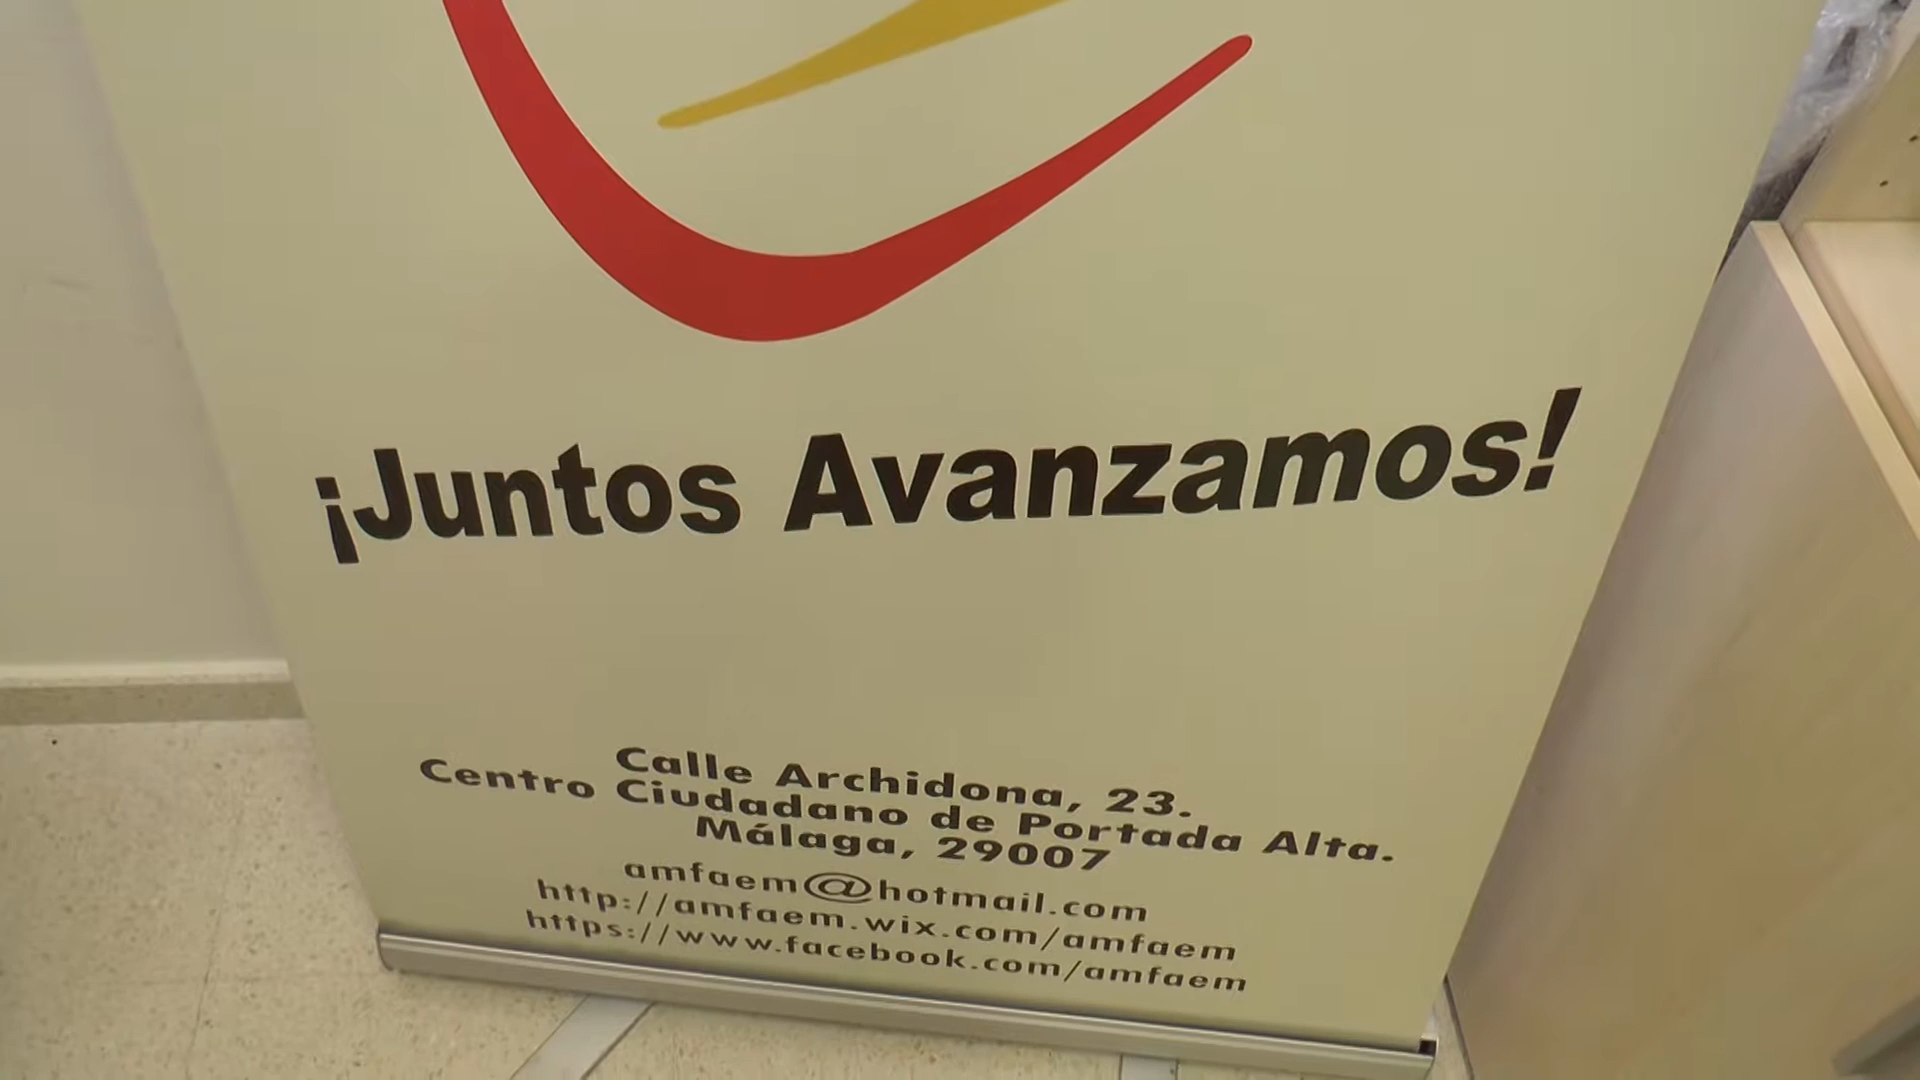 ¡Juntos Avanzamos!
Calle Archidona, 23.
Centro Ciudadano de Portada Alta.
Málaga, 29007
amfaem@hotmail.com
http://amfaem.wix.com/amfaem
https://www.facebook.com/amfaem